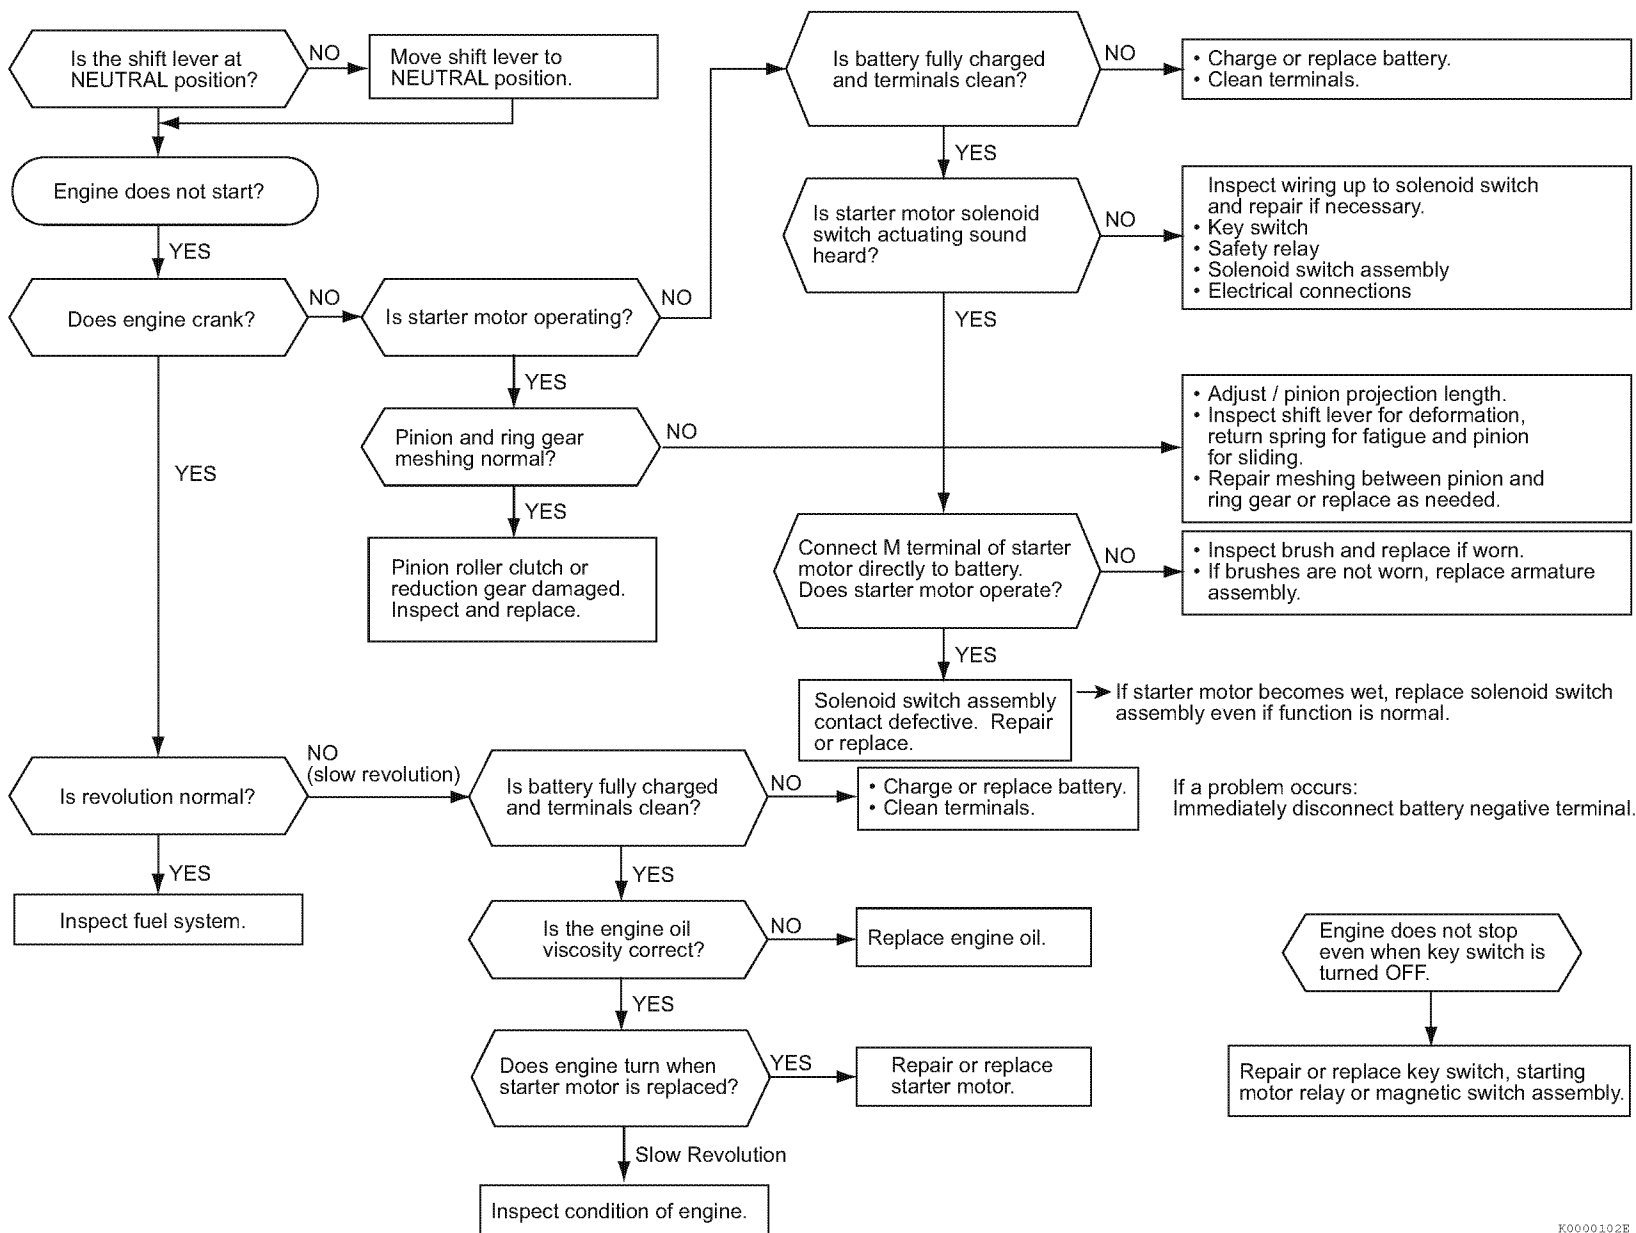 Is the shift lever at
NEUTRAL position?
NO
Move shift lever to
NEUTRAL position.
Engine does not start?
YES
Does engine crank?
NO
Is starter motor operating?
NO
YES
Pinion and ring gear
meshing normal?
NO
YES
Pinion roller clutch or
reduction gear damaged.
Inspect and replace.
YES
Is battery fully charged
and terminals clean?
NO
• Charge or replace battery.
• Clean terminals.
YES
Is starter motor solenoid
switch actuating sound
heard?
NO
Inspect wiring up to solenoid switch
and repair if necessary.
• Key switch
• Safety relay
• Solenoid switch assembly
• Electrical connections
YES
• Adjust / pinion projection length.
• Inspect shift lever for deformation,
return spring for fatigue and pinion
for sliding.
• Repair meshing between pinion and
ring gear or replace as needed.
Connect M terminal of starter
motor directly to battery.
Does starter motor operate?
NO
• Inspect brush and replace if worn.
• If brushes are not worn, replace armature
assembly.
YES
Solenoid switch assembly
contact defective. Repair
or replace.
If starter motor becomes wet, replace solenoid switch
assembly even if function is normal.
Is revolution normal?
NO
(slow revolution)
Is battery fully charged
and terminals clean?
NO
• Charge or replace battery.
• Clean terminals.
If a problem occurs:
Immediately disconnect battery negative terminal.
YES
Inspect fuel system.
YES
Is the engine oil
viscosity correct?
NO
Replace engine oil.
YES
Does engine turn when
starter motor is replaced?
YES
Repair or replace
starter motor.
Slow Revolution
Inspect condition of engine.
Engine does not stop
even when key switch is
turned OFF.
Repair or replace key switch, starting
motor relay or magnetic switch assembly.
K0000102E